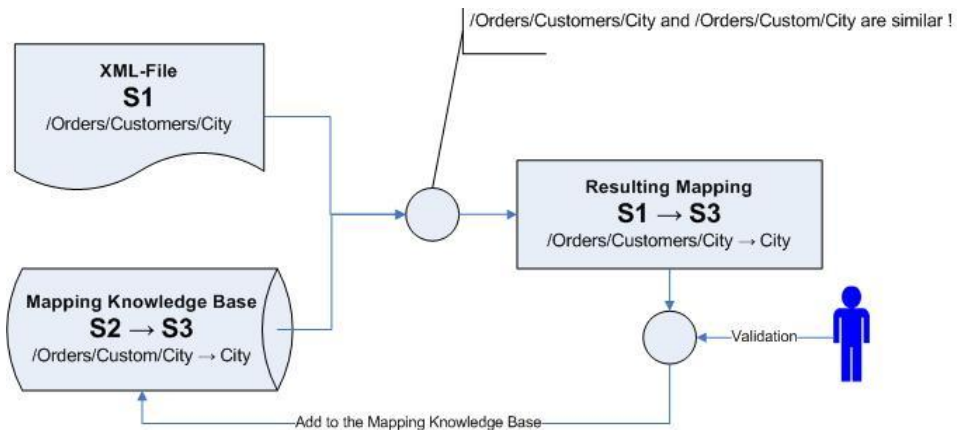 /Orders/Customers/City and /Orders/Custom/City are similar !
XML-File
S1
/Orders/Customers/City
Resulting Mapping
S1 → S3
/Orders/Customers/City → City
Mapping Knowledge Base
S2 → S3
/Orders/Custom/City → City
Validation
Add to the Mapping Knowledge Base